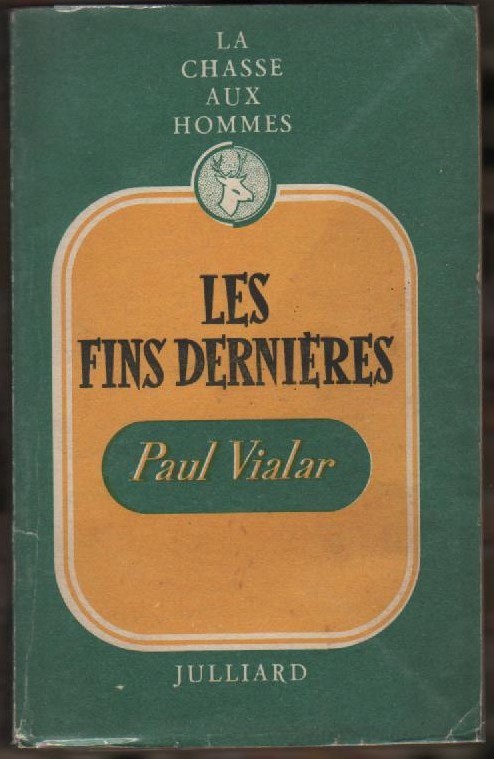 LA
CHASSE
AUX
HOMMES
LES
FINS DERNIÈRES
Paul Vialar
JULLIARD